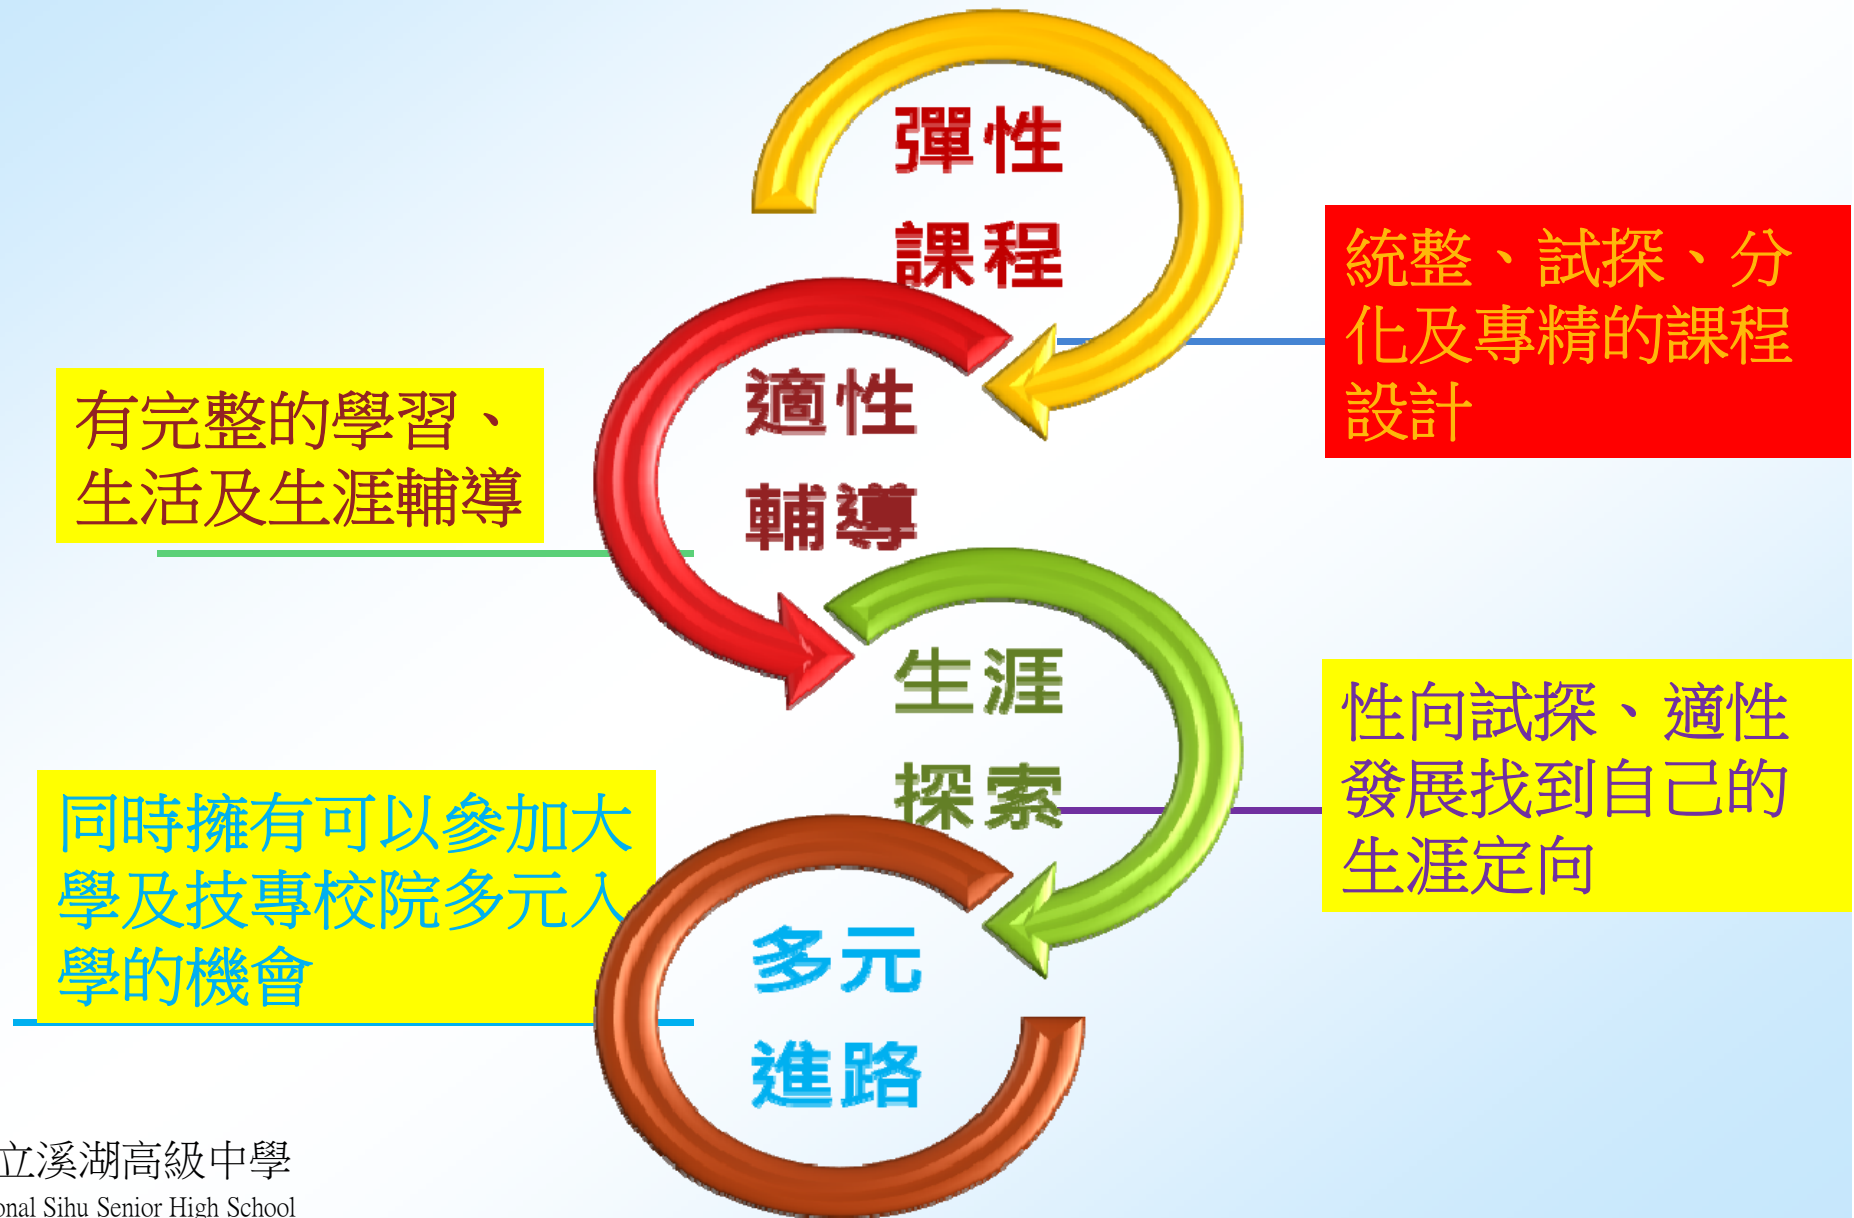 彈性
課程
統整、試探、分
化及專精的課程
設計
適性
輔導
有完整的學習、
生活及生涯輔導
生涯
探索
性向試探、適性
發展找到自己的
生涯定向
多元
進路
同時擁有可以參加大
學及技專校院多元入
學的機會
立溪湖高級中學
onal Sihu Senior High School